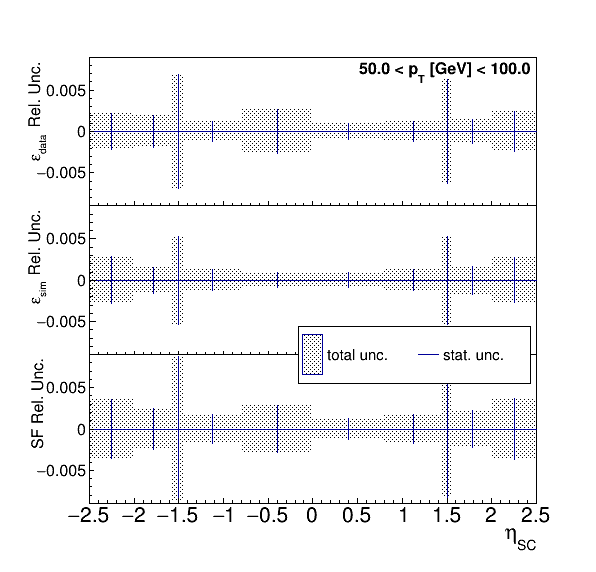 50.0 < p_T [GeV] < 100.0
ε_data Rel. Unc.
0.005
0
−0.005
ε_sim Rel. Unc.
0.005
0
−0.005
total unc. stat. unc.
SF Rel. Unc.
0.005
0
−0.005
−2.5 −2 −1.5 −1 −0.5 0 0.5 1 1.5 2 2.5
η_SC